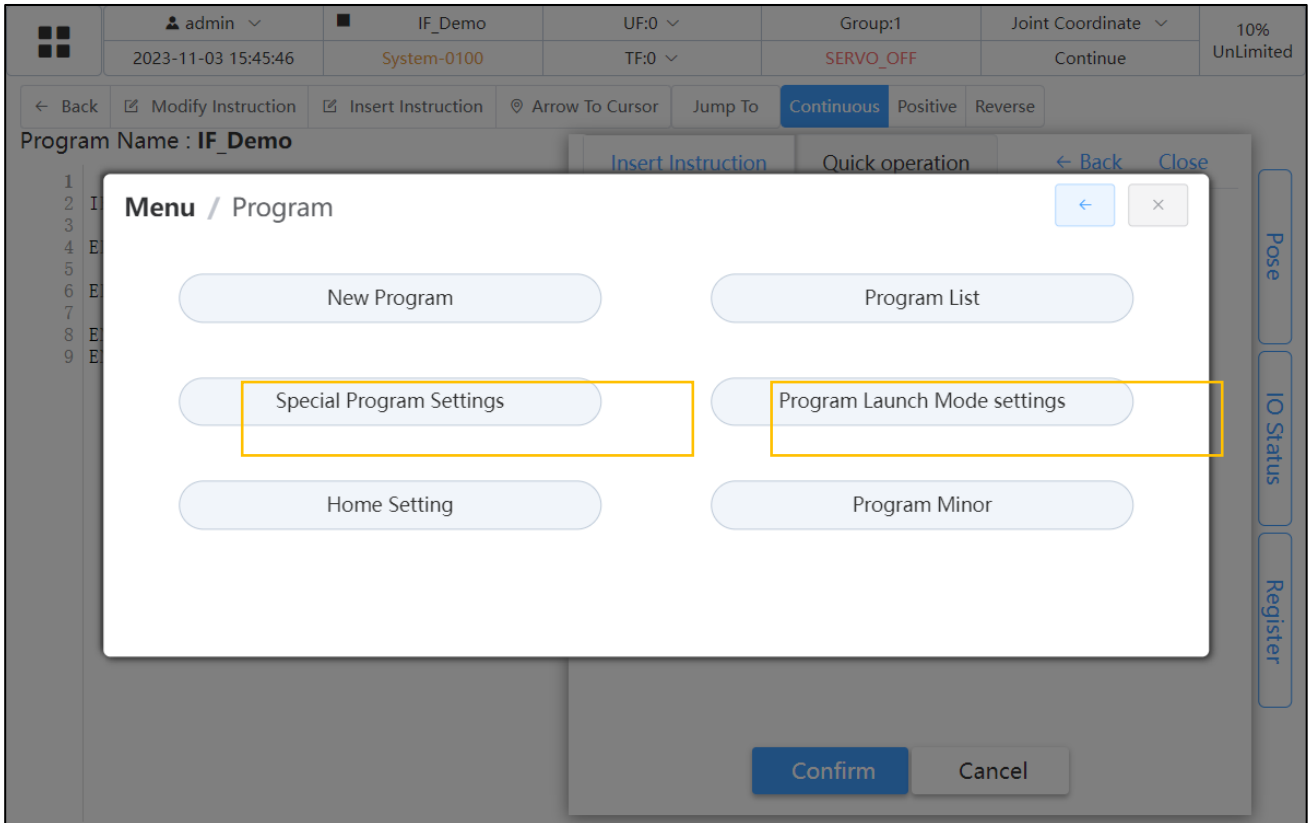 admin IF_Demo UF:0 Group:1 Joint Coordinate 10%
2023-11-03 15:45:46 System-0100 TF:0 SERVO_OFF Continue UnLimited
← Back Modify Instruction Insert Instruction Arrow To Cursor Jump To Continuous Positive Reverse
Program Name : IF_Demo
Insert Instruction Quick operation ← Back Close
1
2 I
3
4 E
5
6 E
7
8 E
9 E
Menu / Program
New Program Program List
Special Program Settings Program Launch Mode settings
Home Setting Program Minor
Pose
IO Status
Register
Confirm Cancel